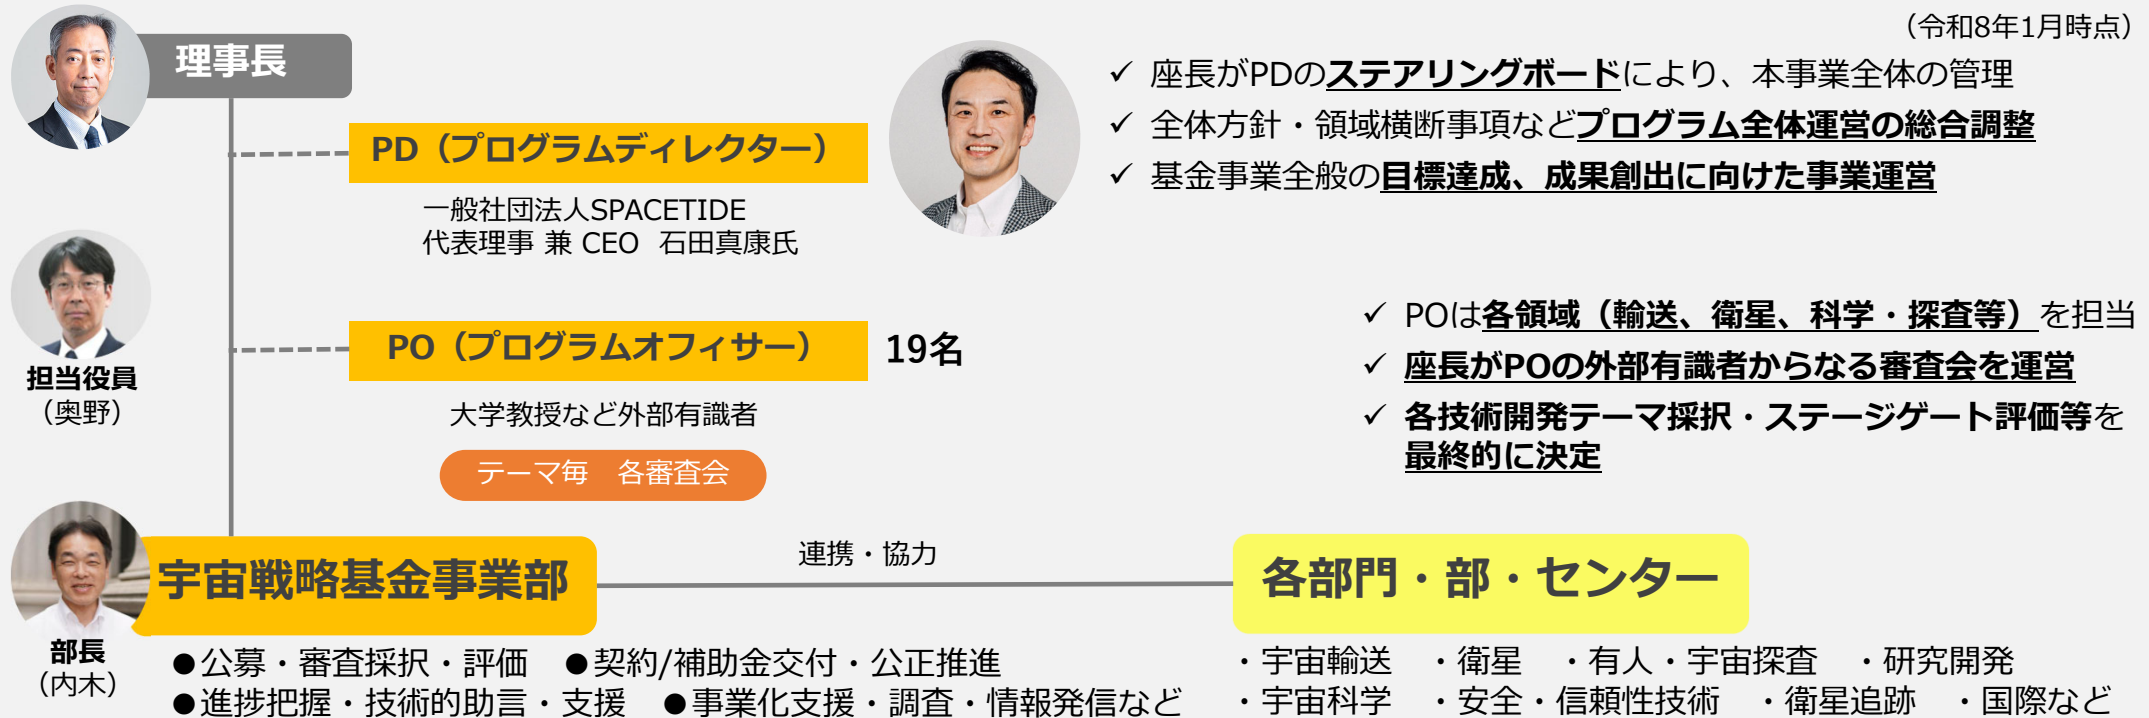 （令和8年1月時点）
理事長
✓ 座長がPDのステアリングボードにより、本事業全体の管理
✓ 全体方針・領域横断事項などプログラム全体運営の総合調整
✓ 基金事業全般の目標達成、成果創出に向けた事業運営
PD（プログラムディレクター）
一般社団法人SPACETIDE
代表理事 兼 CEO 石田真康氏
担当役員
（奥野）
PO（プログラムオフィサー）
19名
大学教授など外部有識者
テーマ毎　各審査会
✓ POは各領域（輸送、衛星、科学・探査等）を担当
✓ 座長がPOの外部有識者からなる審査会を運営
✓ 各技術開発テーマ採択・ステージゲート評価等を
最終的に決定
部長
（内木）
宇宙戦略基金事業部
連携・協力
各部門・部・センター
●公募・審査採択・評価　●契約/補助金交付・公正推進
●進捗把握・技術的助言・支援　●事業化支援・調査・情報発信など
・宇宙輸送　・衛星　・有人・宇宙探査　・研究開発
・宇宙科学　・安全・信頼性技術　・衛星追跡　・国際など